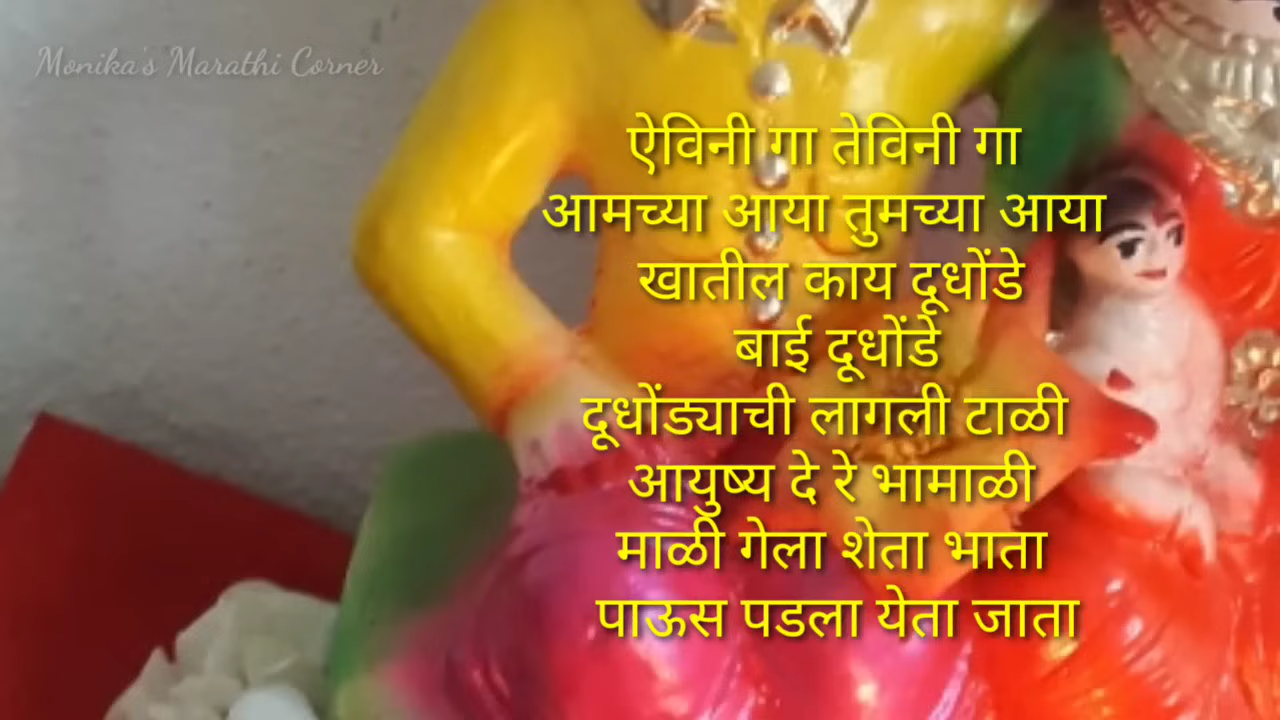 Monika's Marathi Corner
ऐविनी गा तेविनी गा
आमच्या आया तुमच्या आया
खातील काय दूधोंडे
बाई दूधोंडे
दूधोंड्याची लागली टाळी
आयुष्य दे रे भामाळी
माळी गेला शेता भाता
पाऊस पडला येता जाता